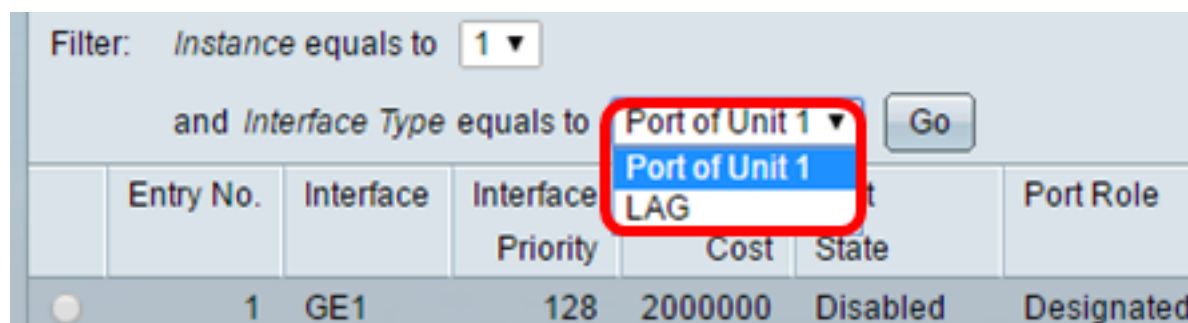 Filter: Instance equals to 1
and Interface Type equals to Port of Unit 1 Go
Port of Unit 1
LAG
Entry No. Interface Interface Port Role
Priority Cost State
1 GE1 128 2000000 Disabled Designated